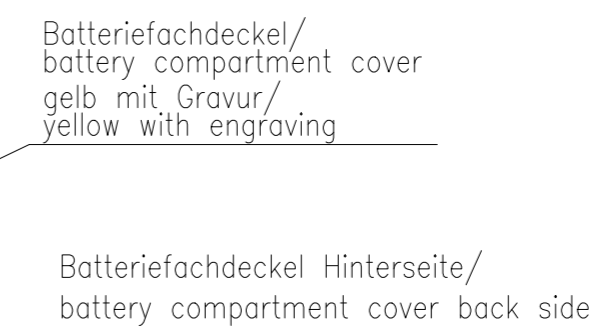 Batteriefachdeckel/
battery compartment cover
gelb mit Gravur/
yellow with engraving
Batteriefachdeckel Hinterseite/
battery compartment cover back side